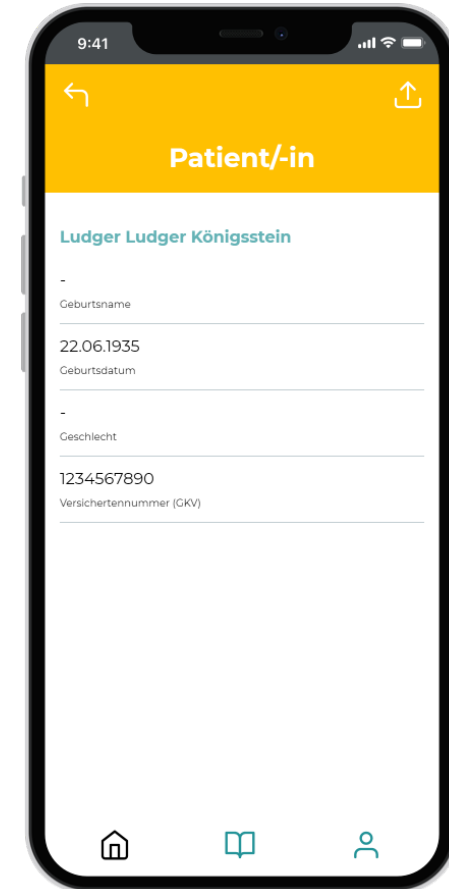 9:41
Patient/-in
Ludger Ludger Königsstein
-
Geburtsname
22.06.1935
Geburtsdatum
-
Geschlecht
1234567890
Versichertennummer (GKV)